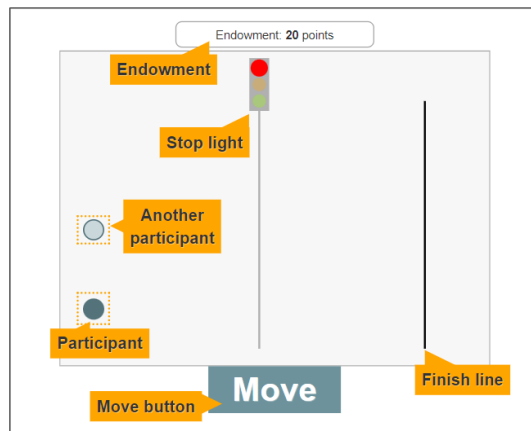 Endowment: 20 points
Endowment
Stop light
Another
participant
Participant
Move
Move button
Finish line